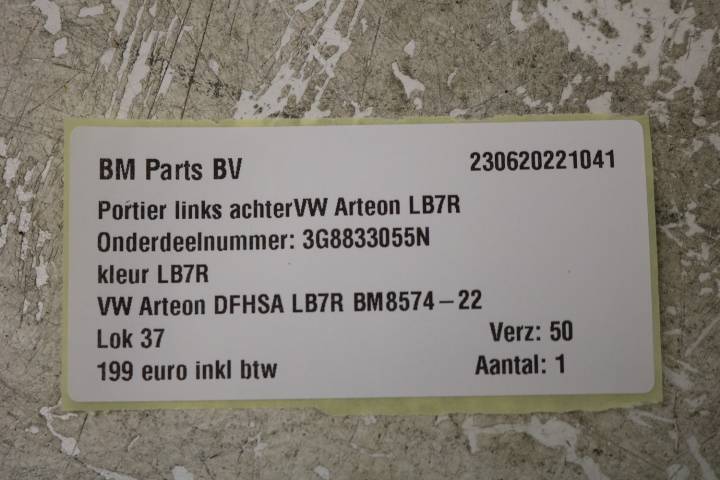 BM Parts BV 230620221041
Portier links achterVW Arteon LB7R
Onderdeelnummer: 3G8833055N
kleur LB7R
VW Arteon DFHSA LB7R BM8574-22
Lok 37 Verz: 50
199 euro inkl btw Aantal: 1